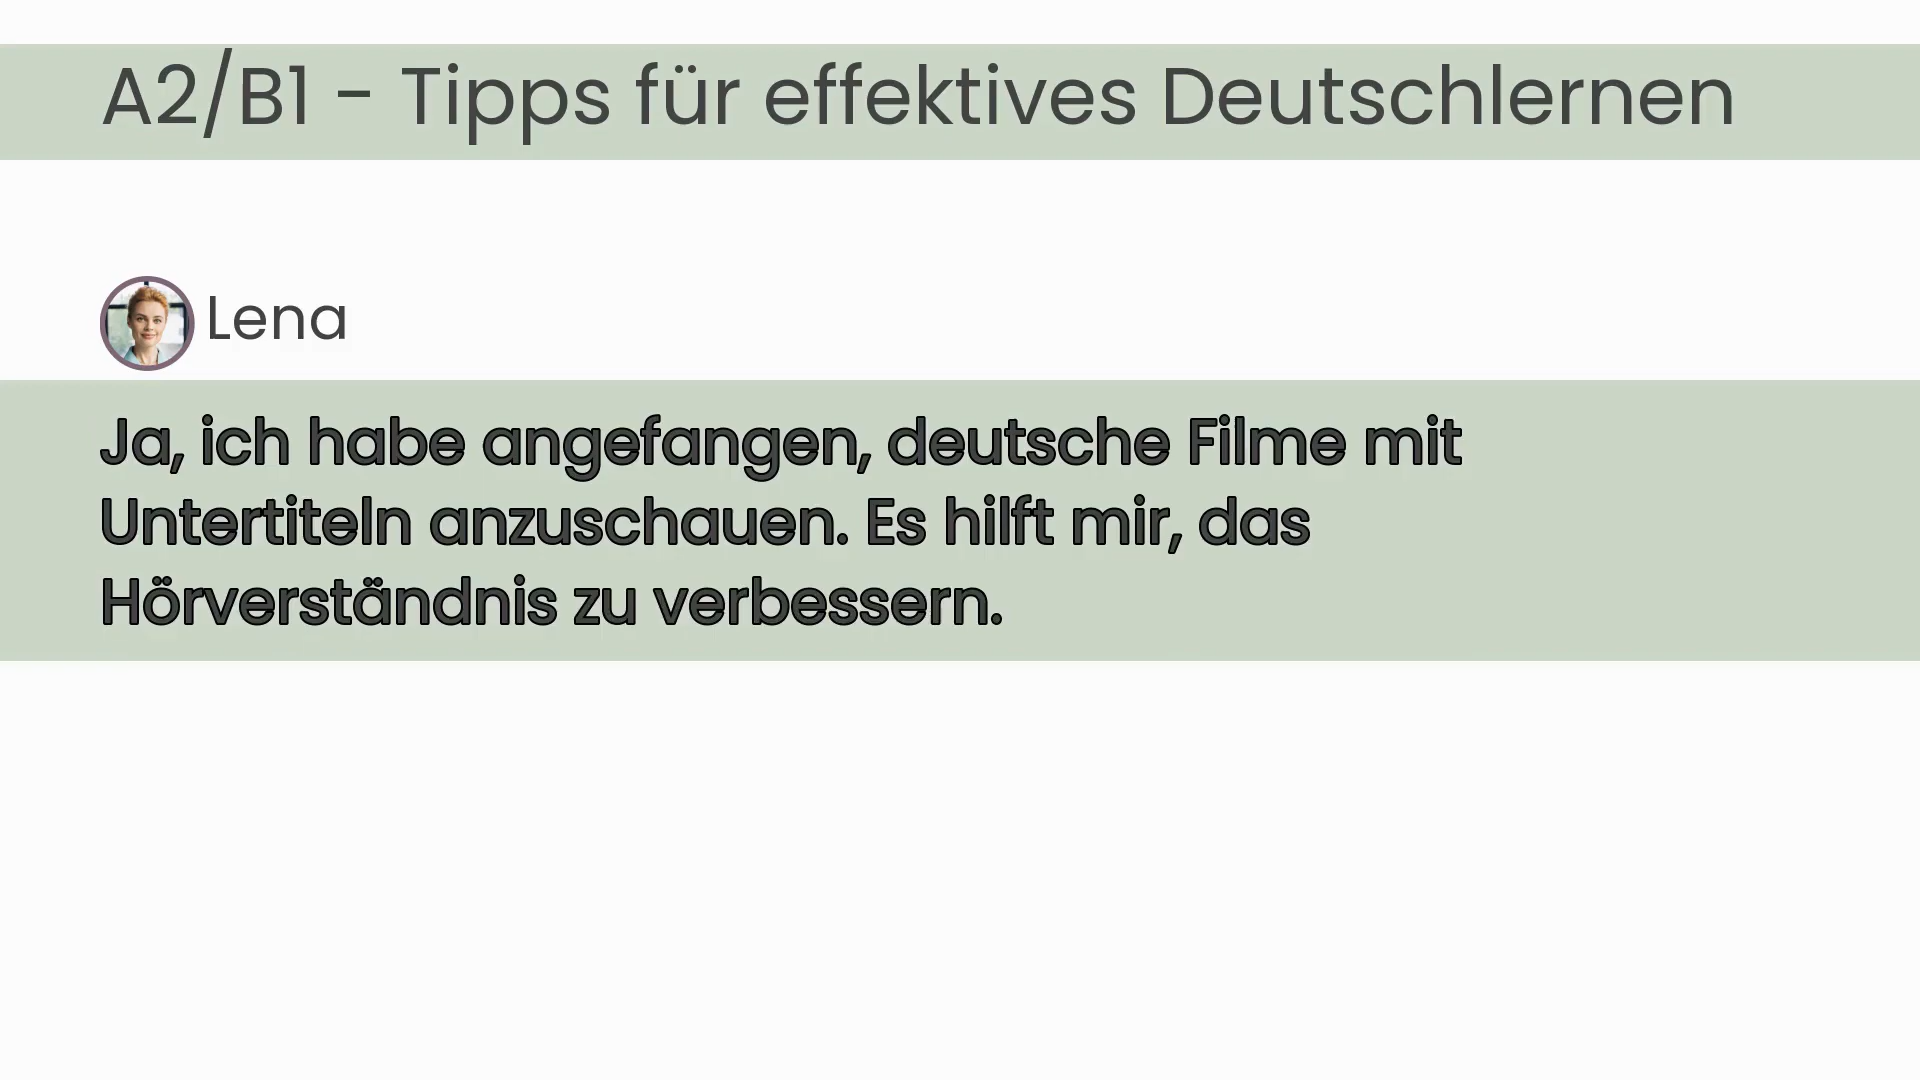 A2/B1 - Tipps für effektives Deutschlernen
Lena
Ja, ich habe angefangen, deutsche Filme mit
Untertiteln anzuschauen. Es hilft mir, das
Hörverständnis zu verbessern.